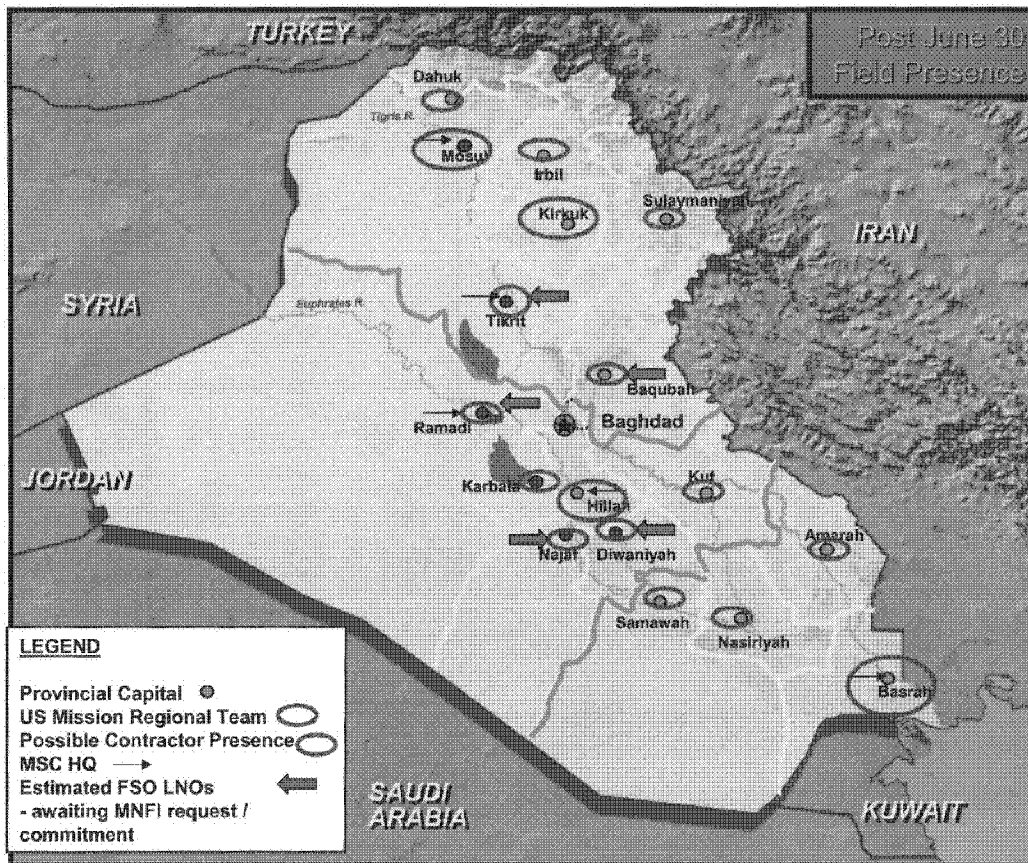 TURKEY
Post June 30
Field Presence
Dahuk
Tigris R.
Mosul
Irbil
Kirkuk
Sulaymaniyah
IRAN
SYRIA
Euphrates R.
Tikrit
Baqubah
Ramadi
Baghdad
JORDAN
Karbala
Kut
Hillah
Amarah
Najaf
Diwaniyah
Samawah
Nasiriyah
Basrah
LEGEND
Provincial Capital
US Mission Regional Team
Possible Contractor Presence
MSC HQ
Estimated FSO LNOs
- awaiting MNFI request /
commitment
SAUDI
ARABIA
KUWAIT